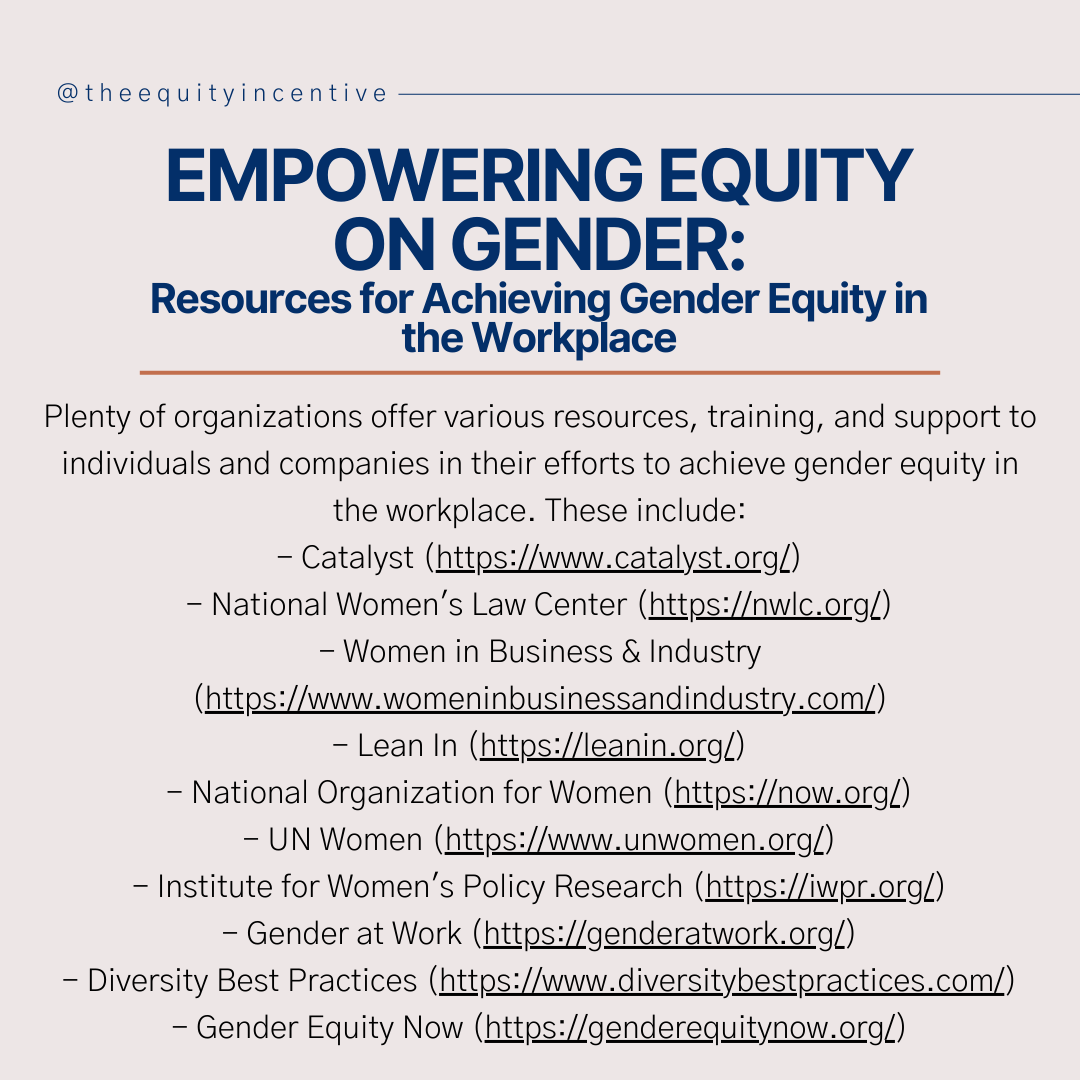 @theequityincentive
EMPOWERING EQUITY
ON GENDER:
Resources for Achieving Gender Equity in
the Workplace
Plenty of organizations offer various resources, training, and support to
individuals and companies in their efforts to achieve gender equity in
the workplace. These include:
– Catalyst (https://www.catalyst.org/)
– National Women’s Law Center (https://nwlc.org/)
– Women in Business & Industry
(https://www.womeninbusinessandindustry.com/)
– Lean In (https://leanin.org/)
– National Organization for Women (https://now.org/)
– UN Women (https://www.unwomen.org/)
– Institute for Women’s Policy Research (https://iwpr.org/)
– Gender at Work (https://genderatwork.org/)
– Diversity Best Practices (https://www.diversitybestpractices.com/)
– Gender Equity Now (https://genderequitynow.org/)